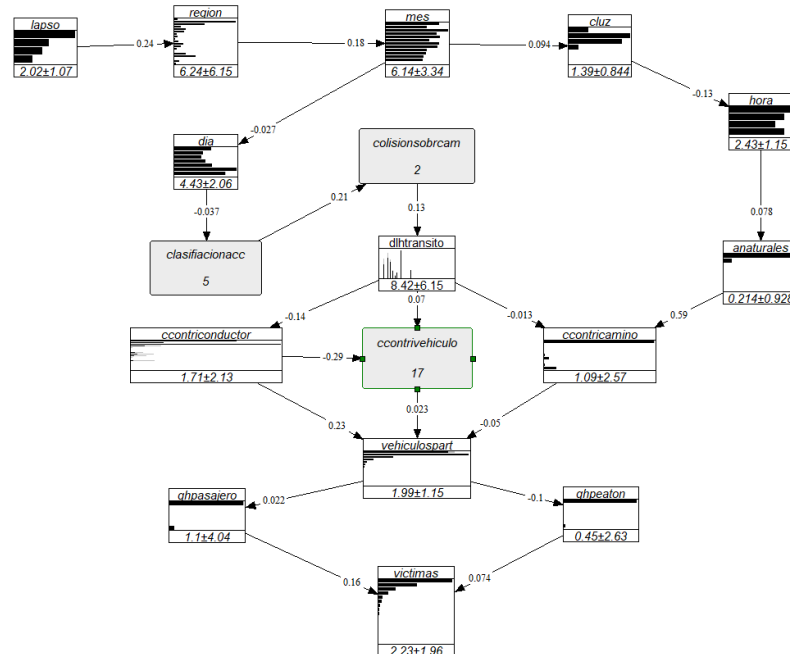 lapso
2.02±1.07
0.24
region
6.24±6.15
0.18
mes
6.14±3.34
0.094
cluz
1.39±0.844
-0.13
hora
2.43±1.15
-0.027
dia
4.43±2.06
colisionsobrcam
2
-0.037
0.21
0.13
0.078
clasifiacionacc
5
dlhtransito
8.42±6.15
anaturales
0.214±0.928
-0.14
0.07
-0.013
0.59
ccontriconductor
1.71±2.13
-0.29
ccontrivehiculo
17
ccontricamino
1.09±2.57
0.23
0.023
-0.05
vehiculospart
1.99±1.15
qhpasajero
1.1±4.04
0.022
-0.1
qhpeaton
0.45±2.63
0.16
victimas
2.23±1.96
0.074